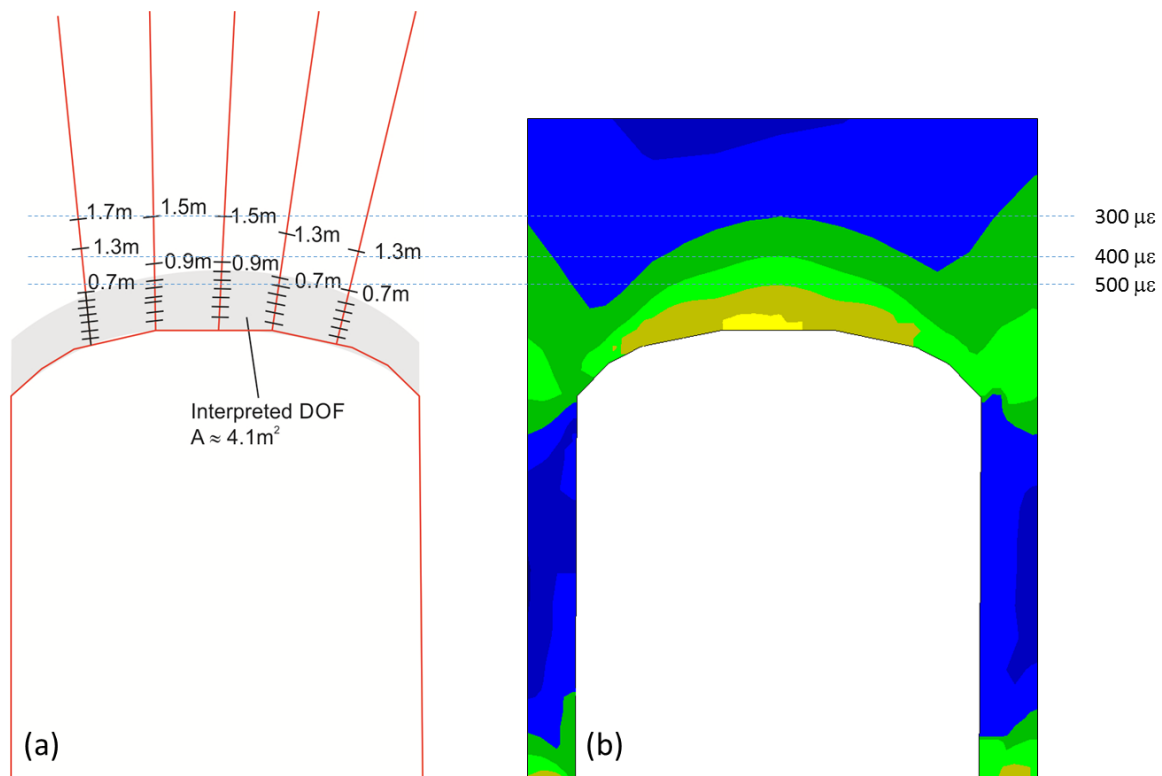 1.7m
1.5m
1.5m
300 με
1.3m
1.3m
1.3m
400 με
0.9m
0.9m
0.7m
0.7m
0.7m
500 με
Interpreted DOF
A ≈ 4.1m²
(a)
(b)